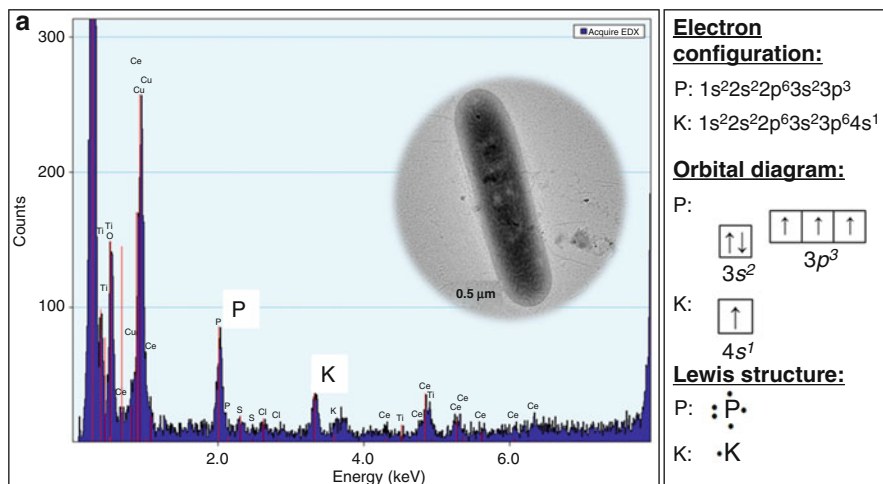 a
300
200
100
Counts
Acquire EDX
Ce
Cu
Cu
Ti
Ti
O
Ti
Cu
Ce
Ce
P
P
P
S
S
Cl
Cl
K
K
Ce
Ti
Ce
Ce
Ti
Ce
Ce
Ce
Ce
Ce
0.5 μm
2.0 4.0 6.0
Energy (keV)
Electron
configuration:
P: 1s²2s²2p⁶3s²3p³
K: 1s²2s²2p⁶3s²3p⁶4s¹
Orbital diagram:
P:
↑↓ ↑ ↑ ↑
3s² 3p³
K:
↑
4s¹
Lewis structure:
P: P
K: ·K